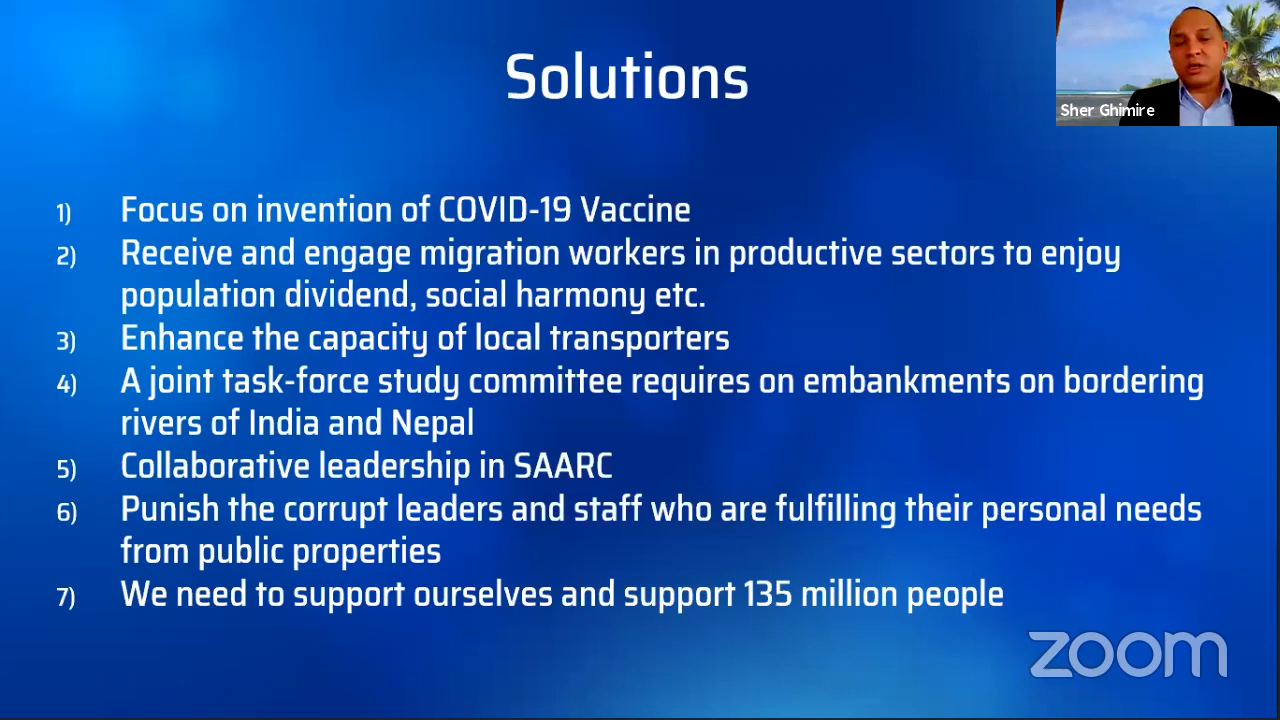 Solutions
Sher Ghimire
1) Focus on invention of COVID-19 Vaccine
2) Receive and engage migration workers in productive sectors to enjoy
population dividend, social harmony etc.
3) Enhance the capacity of local transporters
4) A joint task-force study committee requires on embankments on bordering
rivers of India and Nepal
5) Collaborative leadership in SAARC
6) Punish the corrupt leaders and staff who are fulfilling their personal needs
from public properties
7) We need to support ourselves and support 135 million people
zoom